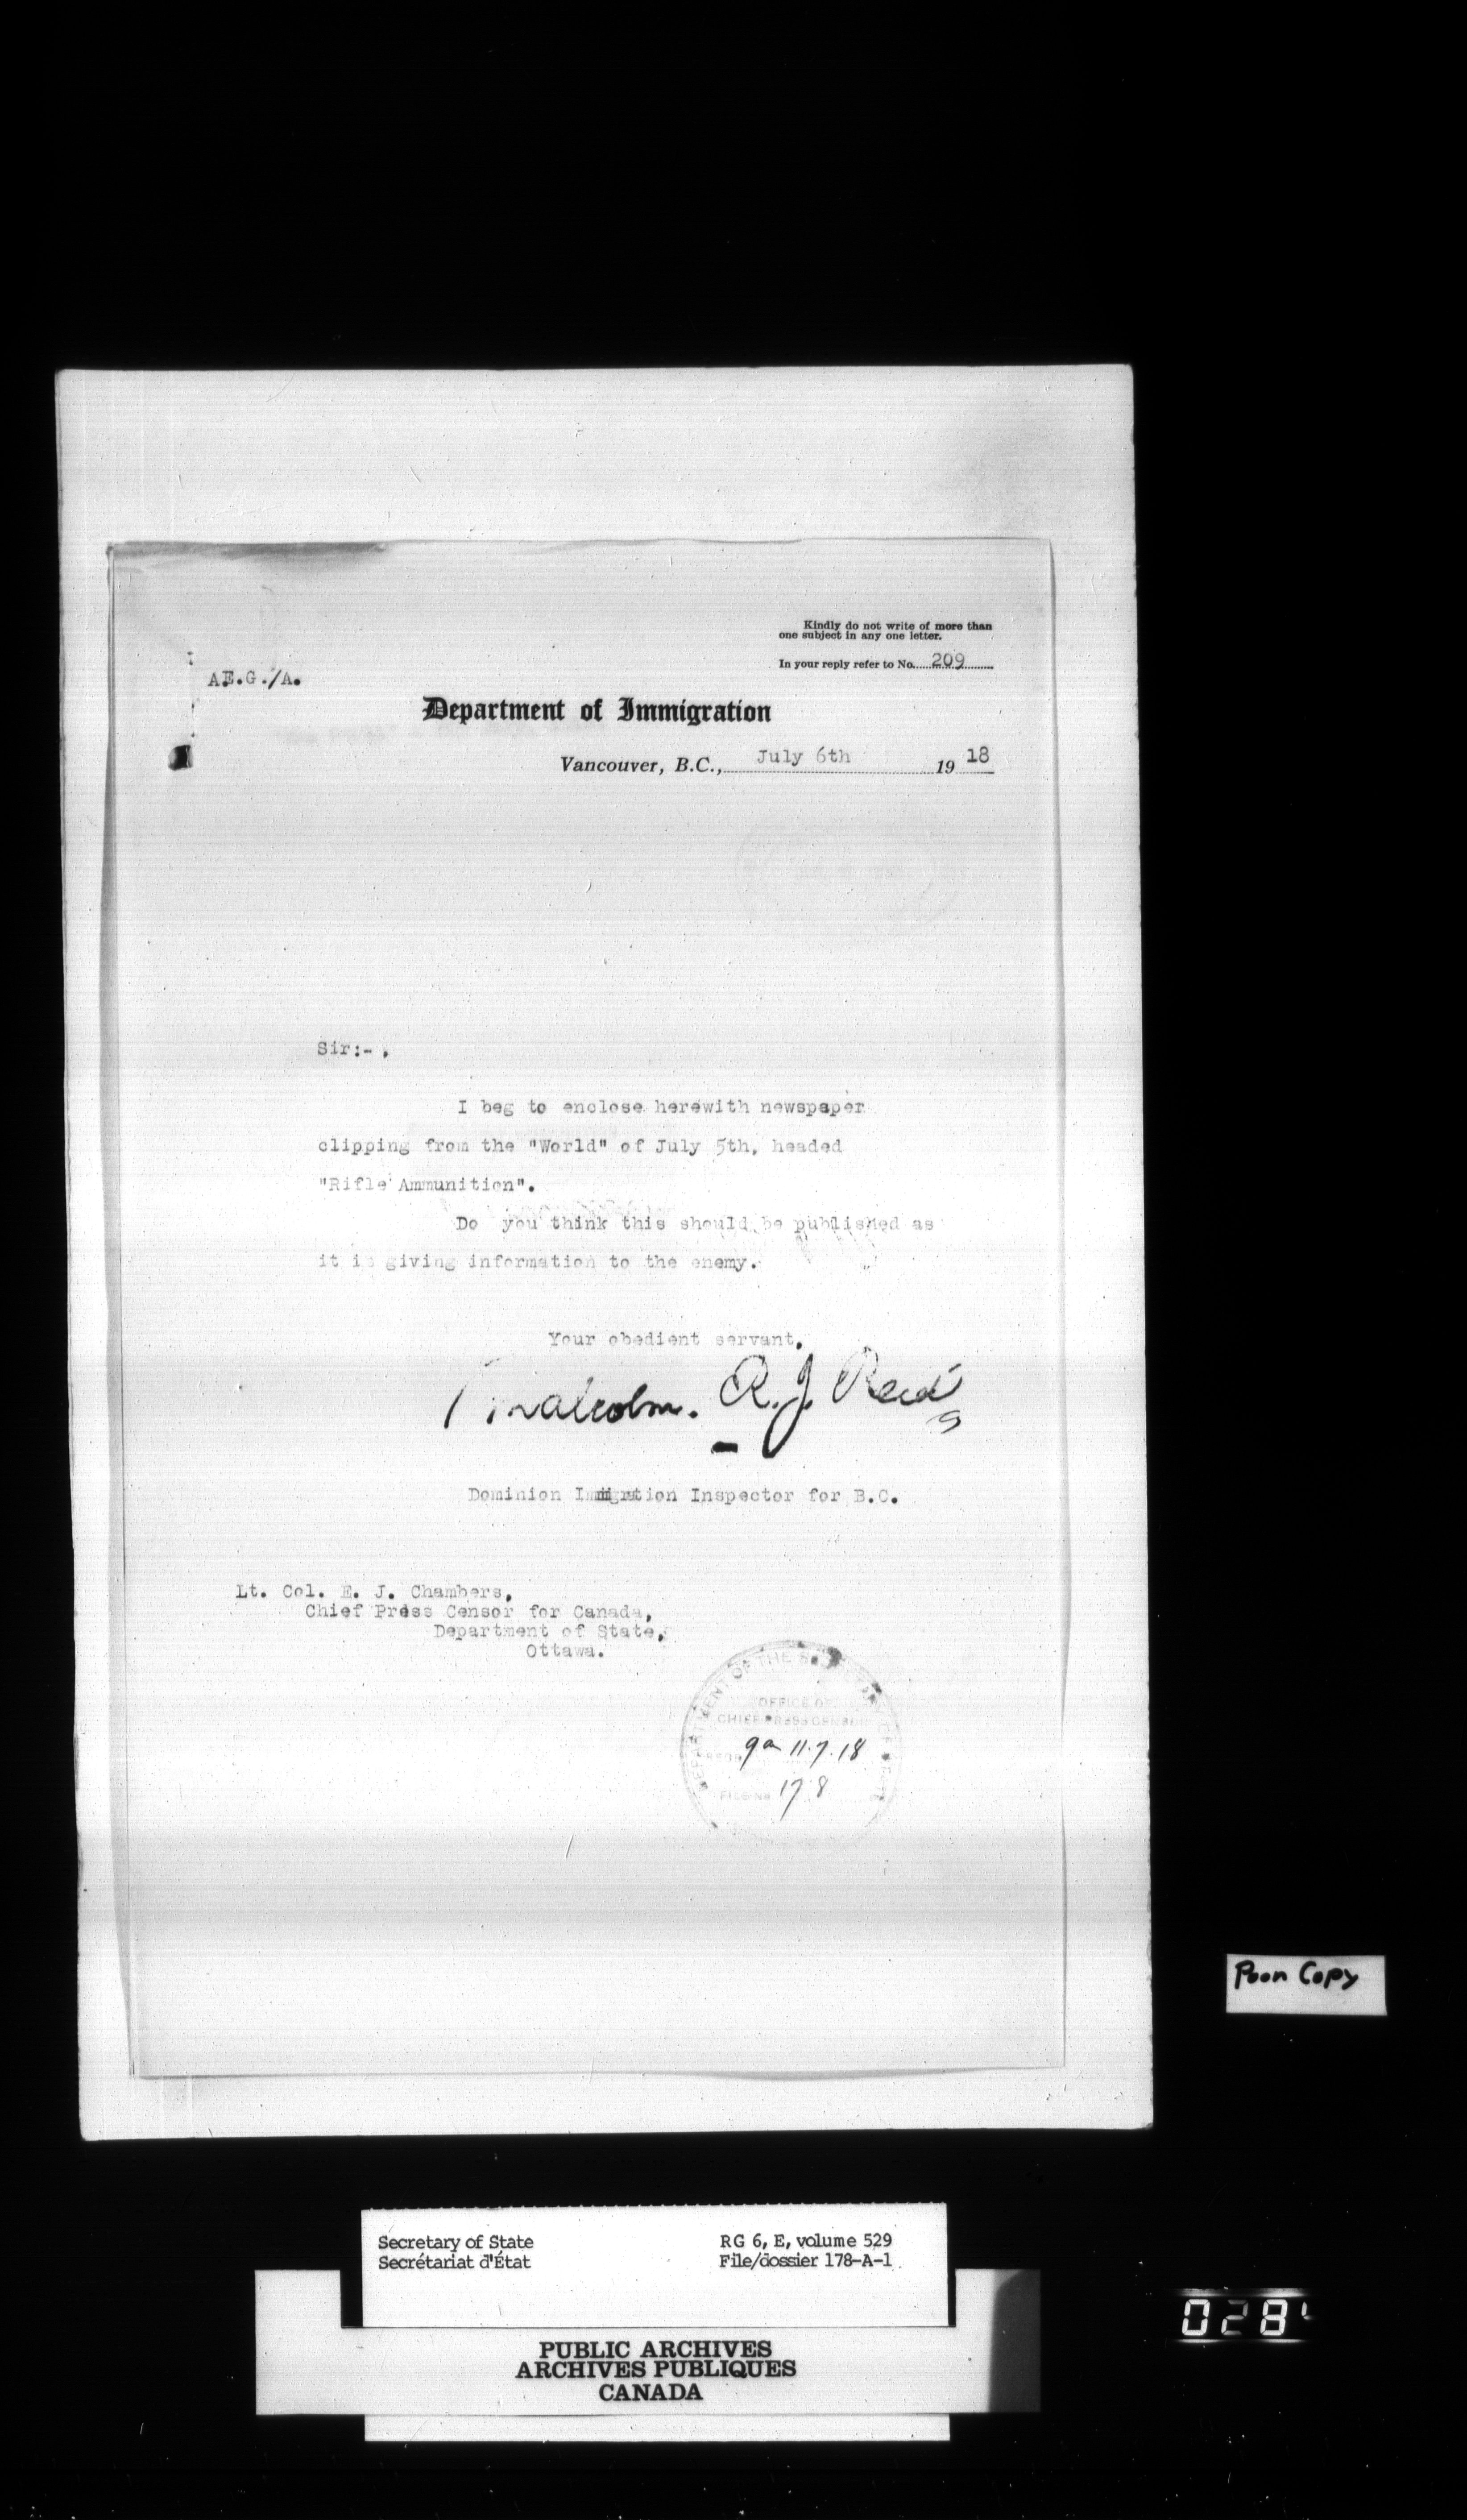 Kindly do not write of more than
one subject in any one letter.
In your reply refer to No. 209
A.E.G./A.
Department of Immigration
Vancouver, B.C., July 6th 1918
Sir:-
I beg to enclose herewith newspaper
clipping from the "World" of July 5th, headed
"Rifle Ammunition".
Do you think this should be published as
it is giving information to the enemy.
Your obedient servant.
Malcolm. R. J. Reid
Dominion Immigration Inspector for B.C.
Lt. Col. E. J. Chambers,
Chief Press Censor for Canada,
Department of State,
Ottawa.
DEPARTMENT OF THE
OFFICE OF
CHIEF PRESS CENSOR
11.7.18
FILE No 178
Poor Copy
Secretary of State RG 6, E, volume 529
Secrétariat d'État File/dossier 178-A-1
028
PUBLIC ARCHIVES
ARCHIVES PUBLIQUES
CANADA